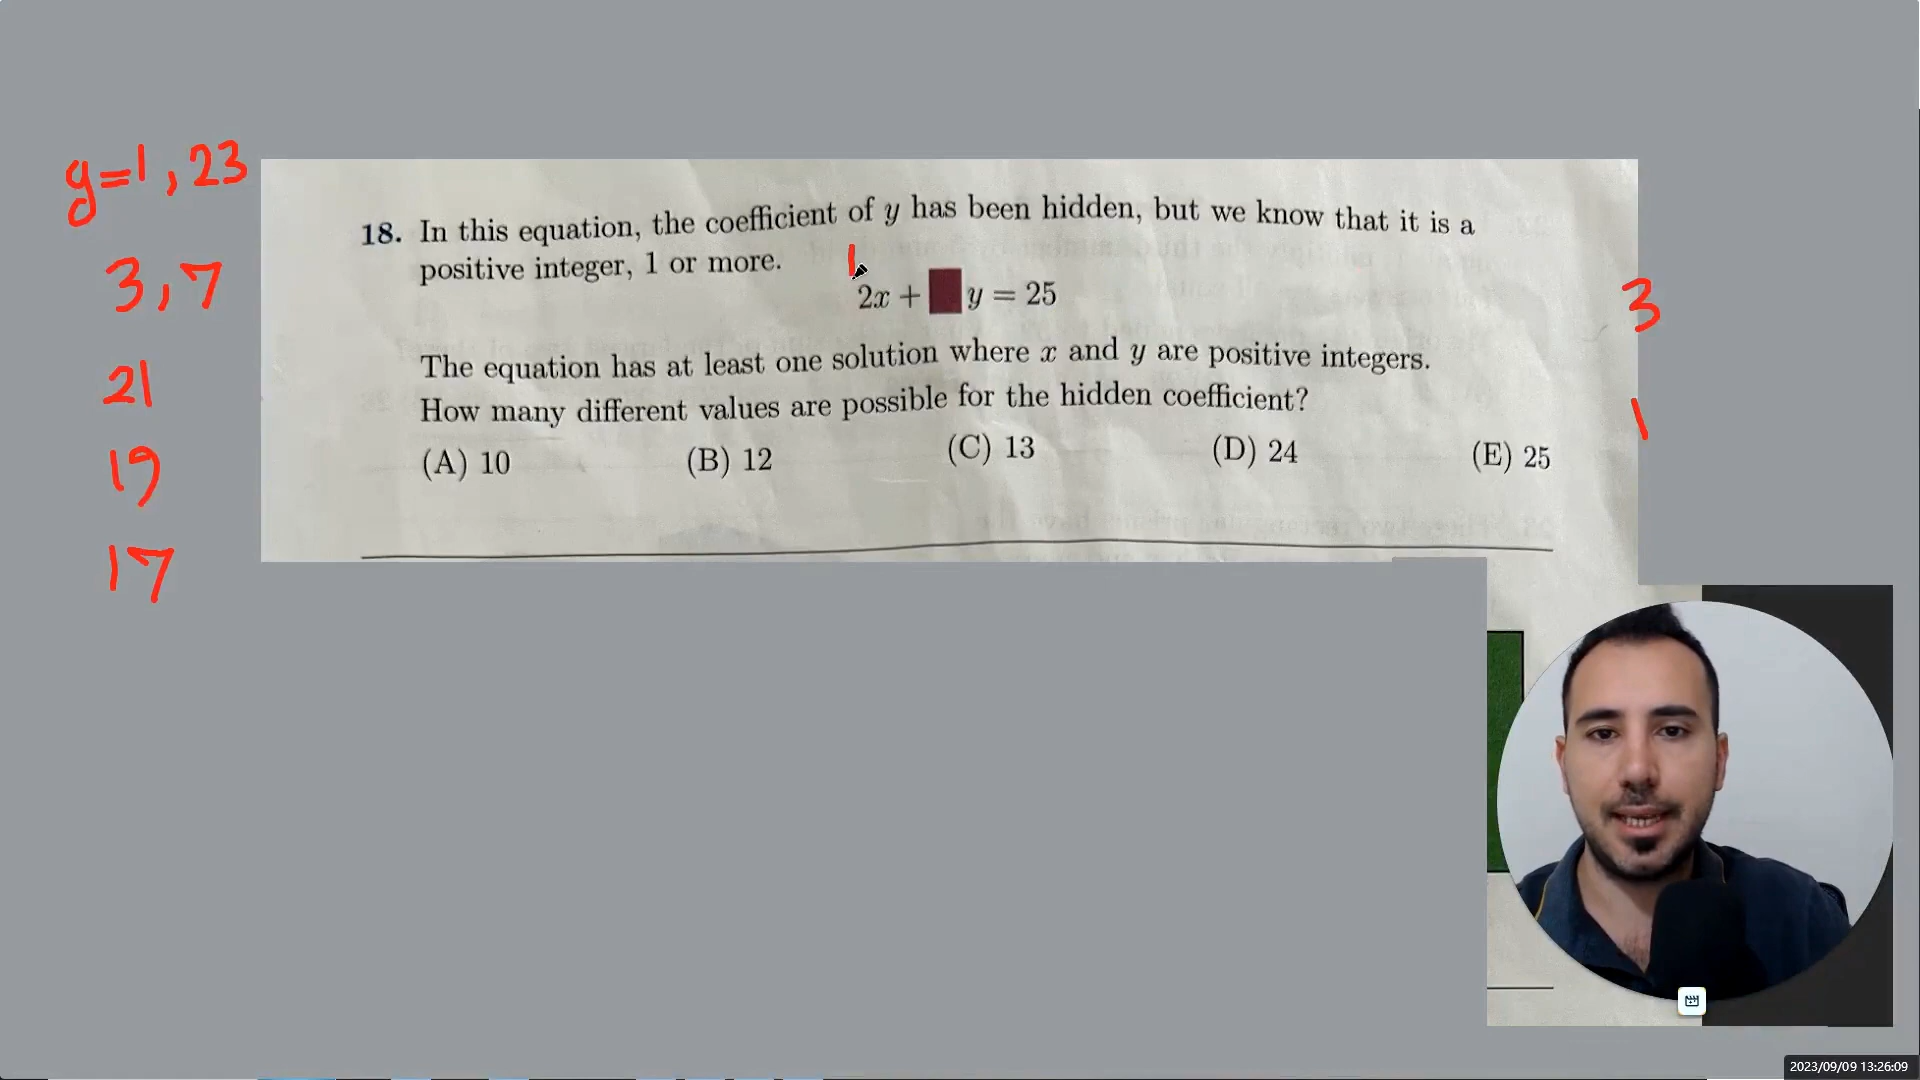 y=1, 23
3, 7
21
19
17
18. In this equation, the coefficient of y has been hidden, but we know that it is a
positive integer, 1 or more.
1
2x + y = 25
The equation has at least one solution where x and y are positive integers.
How many different values are possible for the hidden coefficient?
(A) 10 (B) 12 (C) 13 (D) 24 (E) 25
3
1
2023/09/09 13:26:09